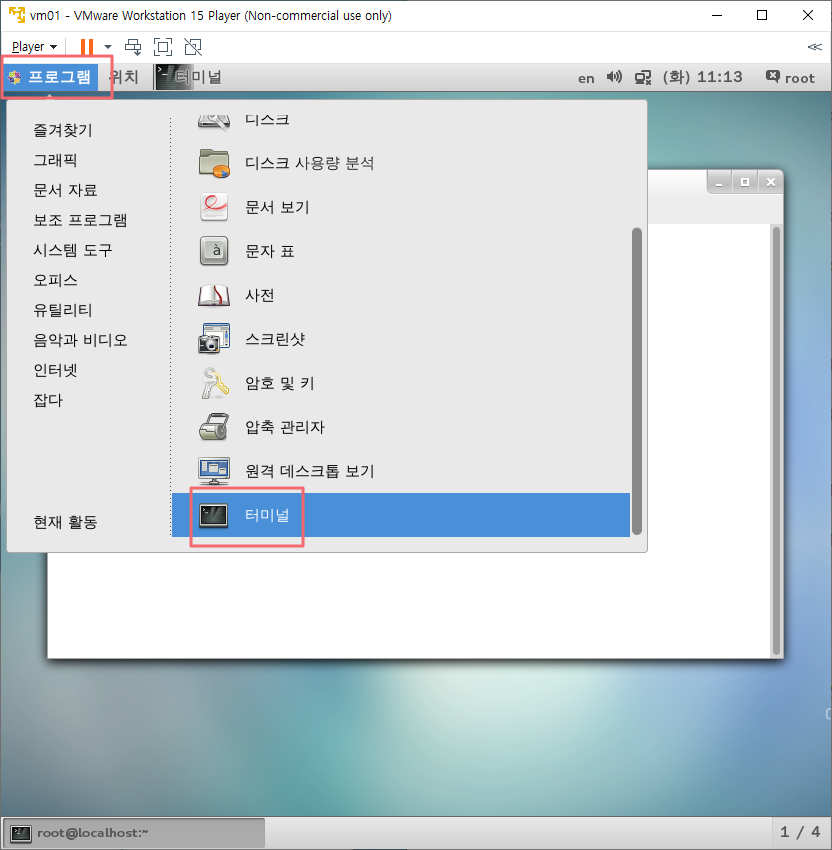 vm01 - VMware Workstation 15 Player (Non-commercial use only)
Player
프로그램 위치 터미널 en (화) 11:13 root
즐겨찾기
그래픽
문서 자료
보조 프로그램
시스템 도구
오피스
유틸리티
음악과 비디오
인터넷
잡다
현재 활동
디스크
디스크 사용량 분석
문서 보기
문자 표
사전
스크린샷
암호 및 키
압축 관리자
원격 데스크톱 보기
터미널
root@localhost:~ 1 / 4